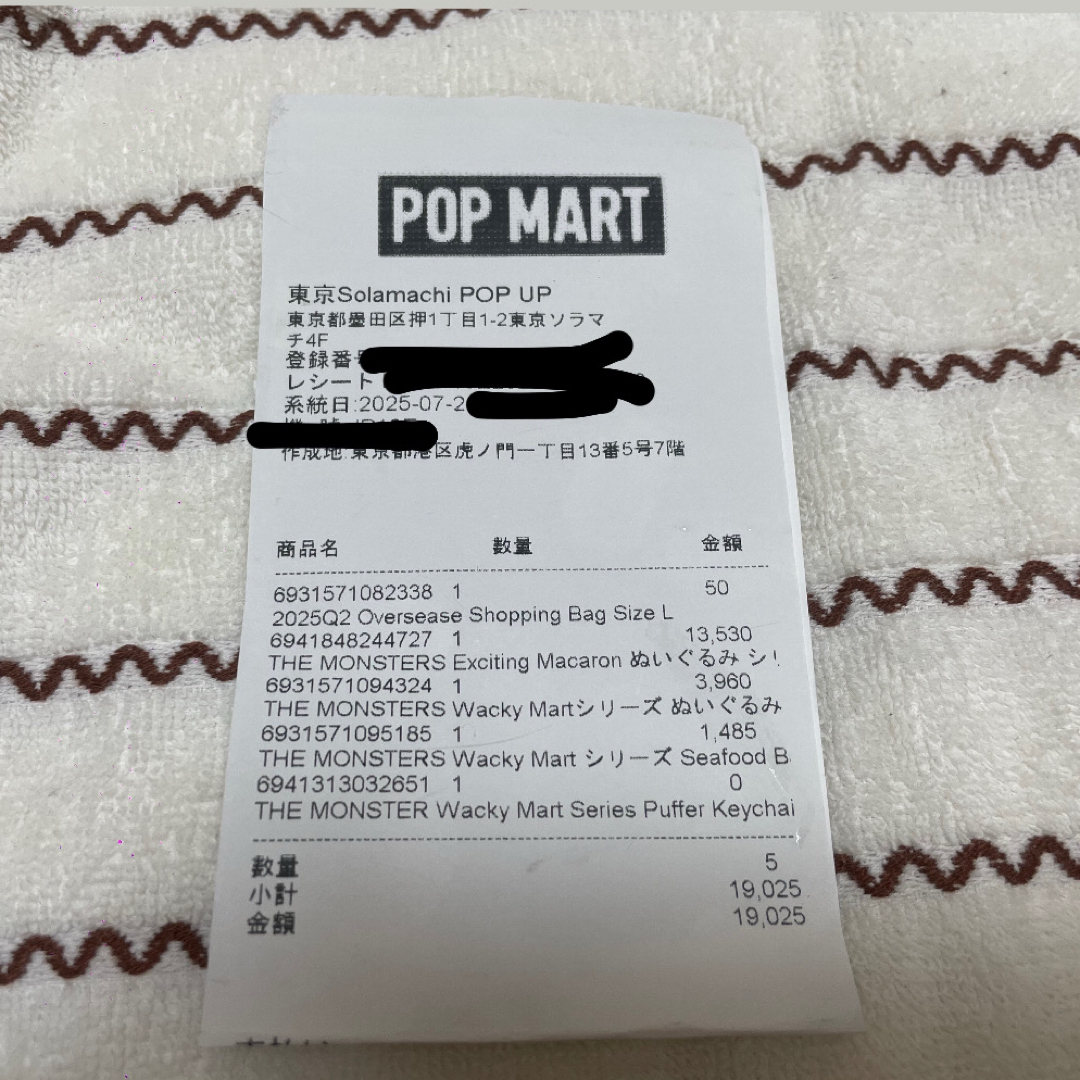 POP MART
東京Solamachi POP UP
東京都墨田区押1丁目1-2東京ソラマ
チ4F
登録番
レシート
系統日:2025-07-2
作成地:東京都港区虎ノ門一丁目13番5号7階
商品名 数量 金額
6931571082338 1 50
2025Q2 Oversease Shopping Bag Size L
6941848244727 1 13,530
THE MONSTERS Exciting Macaron ぬいぐるみ シリ
6931571094324 1 3,960
THE MONSTERS Wacky Martシリーズ ぬいぐるみ
6931571095185 1 1,485
THE MONSTERS Wacky Mart シリーズ Seafood B
6941313032651 1 0
THE MONSTER Wacky Mart Series Puffer Keychai
数量 5
小計 19,025
金額 19,025